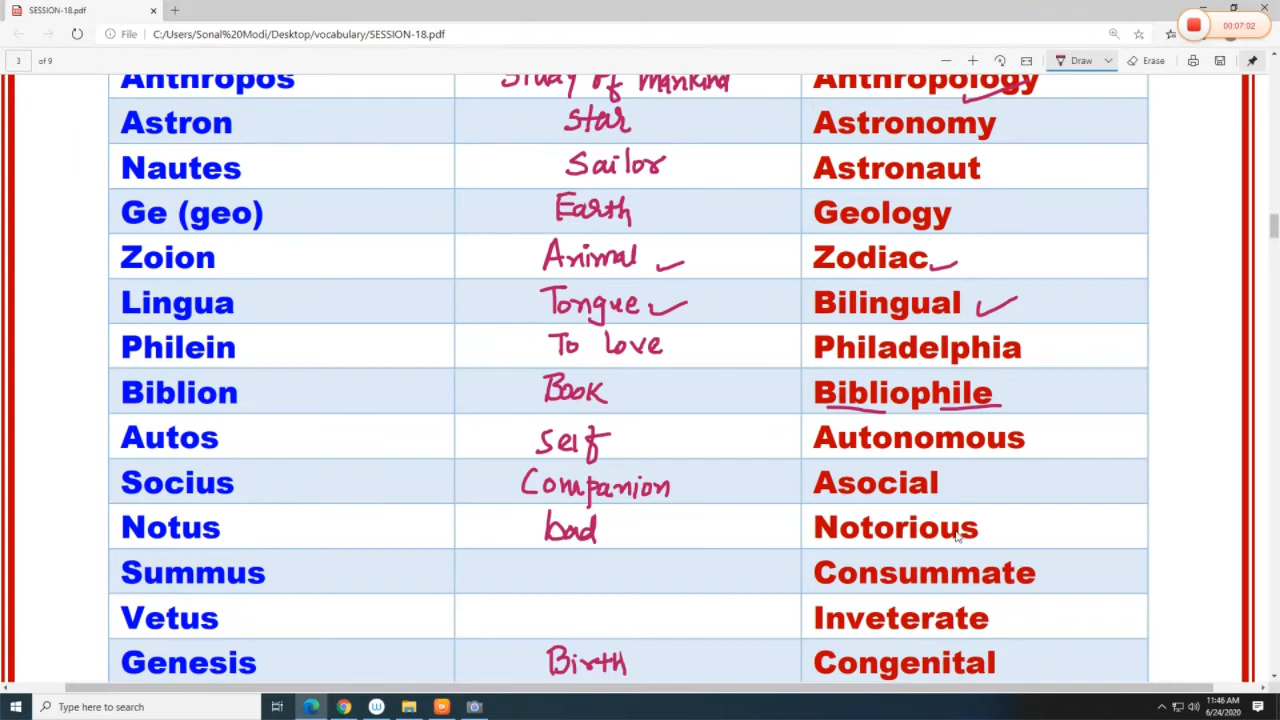 SESSION-18.pdf
00:07:02
File C:/Users/Sonal%20Modi/Desktop/vocabulary/SESSION-18.pdf
3 of 9 Draw Erase
Anthropos Study of Mankind Anthropology
Astron Star Astronomy
Nautes Sailor Astronaut
Ge (geo) Earth Geology
Zoion Animal Zodiac
Lingua Tongue Bilingual
Philein To love Philadelphia
Biblion Book Bibliophile
Autos self Autonomous
Socius Companion Asocial
Notus bad Notorious
Summus Consummate
Vetus Inveterate
Genesis Birth Congenital
Type here to search
11:46 AM
6/24/2020